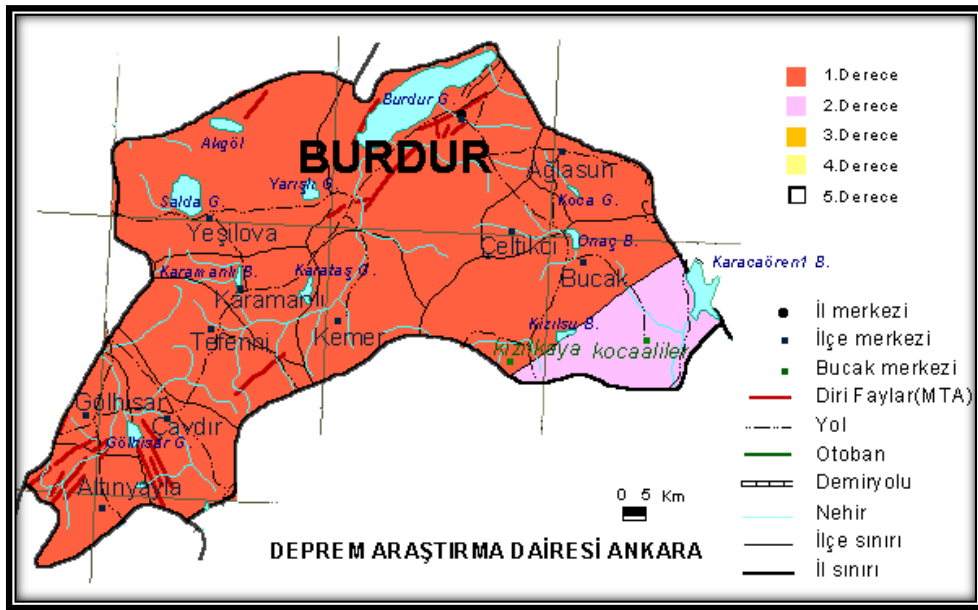 Burdur G.
Akgöl
BURDUR
Ağlasun
Yarışlı G.
Salda G.
Koca G.
Yeşilova
Çeltikçi
Onaç B.
Karamanlı B.
Karataş G.
Bucak
Karacaören1 B.
Karamanlı
Kızılsu B.
Tefenni
Kemer
kızılkaya
kocaaliler
Gölhisar
Çavdır
Gölhisar G.
Altınyayla
1.Derece
2.Derece
3.Derece
4.Derece
5.Derece
İl merkezi
İlçe merkezi
Bucak merkezi
Diri Faylar(MTA)
Yol
Otoban
Demiryolu
Nehir
İlçe sınırı
İl sınırı
0 5 Km
DEPREM ARAŞTIRMA DAİRESİ ANKARA